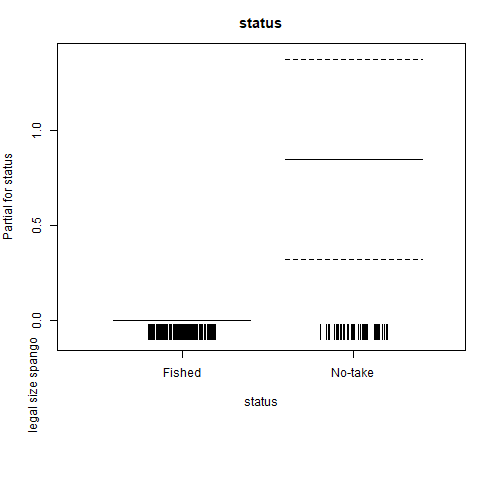 status
Partial for status
legal size spango
1.0
0.5
0.0
Fished No-take
status